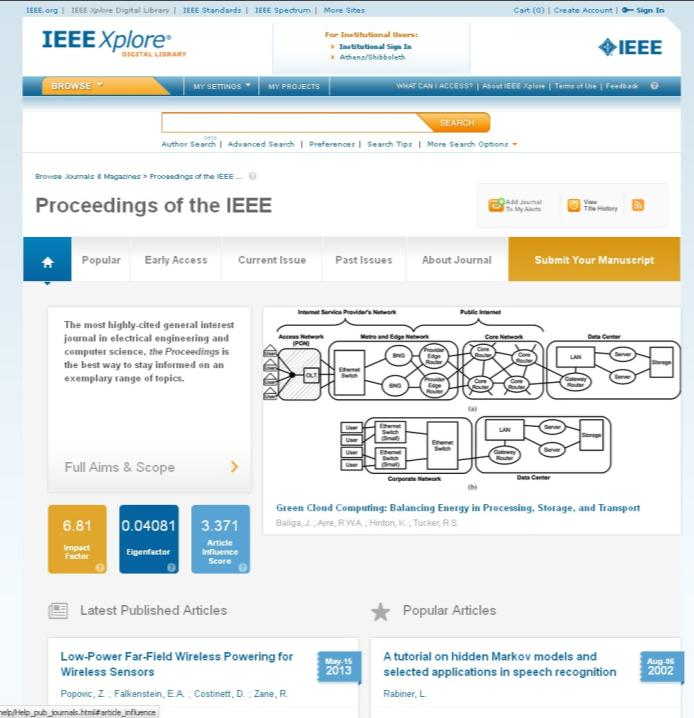 IEEE.org | IEEE Xplore Digital Library | IEEE Standards | IEEE Spectrum | More Sites
Cart (0) | Create Account | Sign In
IEEE Xplore®
DIGITAL LIBRARY
For Institutional Users:
Institutional Sign In
Athens/Shibboleth
IEEE
BROWSE
MY SETTINGS
MY PROJECTS
WHAT CAN I ACCESS? | About IEEE Xplore | Terms of Use | Feedback
SEARCH
beta
Author Search | Advanced Search | Preferences | Search Tips | More Search Options
Browse Journals & Magazines > Proceedings of the IEEE ...
Proceedings of the IEEE
Add Journal
To My Alerts
View
Title History
Popular
Early Access
Current Issue
Past Issues
About Journal
Submit Your Manuscript
The most highly-cited general interest
journal in electrical engineering and
computer science, the Proceedings is
the best way to stay informed on an
exemplary range of topics.
Full Aims & Scope
Internet Service Provider's Network
Public Internet
Access Network
(PON)
Metro and Edge Network
Core Network
Data Center
User
User
User
User
OLT
Ethernet
Switch
BNG
BNG
Provider
Edge
Router
Provider
Edge
Router
Core
Router
Core
Router
Core
Router
Core
Router
LAN
Gateway
Router
Server
Server
Storage
(a)
User
User
User
User
Ethernet
Switch
(Small)
Ethernet
Switch
(Small)
Ethernet
Switch
LAN
Gateway
Router
Server
Server
Storage
Corporate Network
Data Center
(b)
Green Cloud Computing: Balancing Energy in Processing, Storage, and Transport
Baliga, J. ; Ayre, R.W.A. ; Hinton, K. ; Tucker, R.S.
6.81
Impact
Factor
0.04081
Eigenfactor
3.371
Article
Influence
Score
Latest Published Articles
Popular Articles
Low-Power Far-Field Wireless Powering for
Wireless Sensors
May-15
2013
Popovic, Z. ; Falkenstein, E.A. ; Costinett, D. ; Zane, R.
A tutorial on hidden Markov models and
selected applications in speech recognition
Aug-06
2002
Rabiner, L.
help/Help_pub_journals.html#article_influence